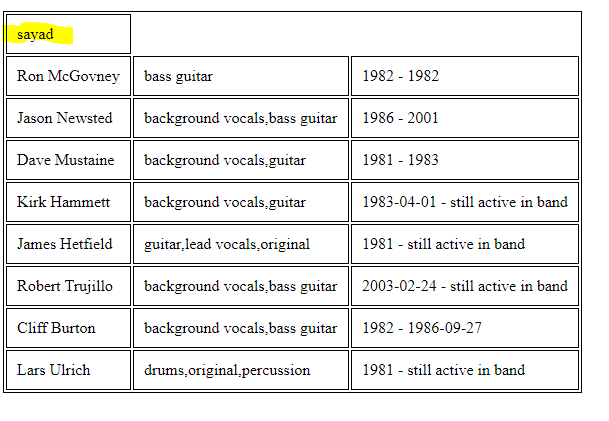 sayad
Ron McGovney bass guitar 1982 - 1982
Jason Newsted background vocals,bass guitar 1986 - 2001
Dave Mustaine background vocals,guitar 1981 - 1983
Kirk Hammett background vocals,guitar 1983-04-01 - still active in band
James Hetfield guitar,lead vocals,original 1981 - still active in band
Robert Trujillo background vocals,bass guitar 2003-02-24 - still active in band
Cliff Burton background vocals,bass guitar 1982 - 1986-09-27
Lars Ulrich drums,original,percussion 1981 - still active in band